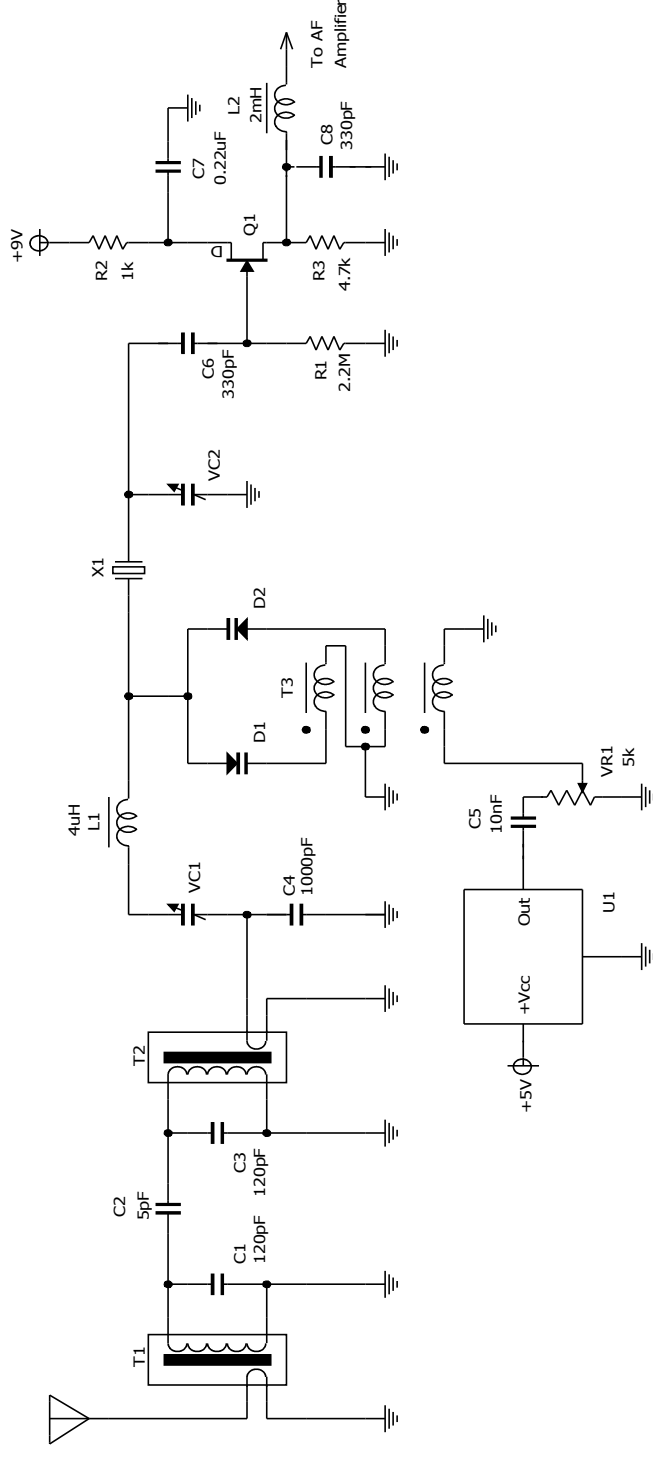 T1
C1
120pF
C2
5pF
C3
120pF
T2
VC1
C4
1000pF
4uH
L1
D1
D2
T3
X1
VC2
C6
330pF
R1
2.2M
+9V
R2
1k
C7
0.22uF
D
Q1
R3
4.7k
L2
2mH
C8
330pF
To AF
Amplifier
+5V
+Vcc
Out
U1
C5
10nF
VR1
5k